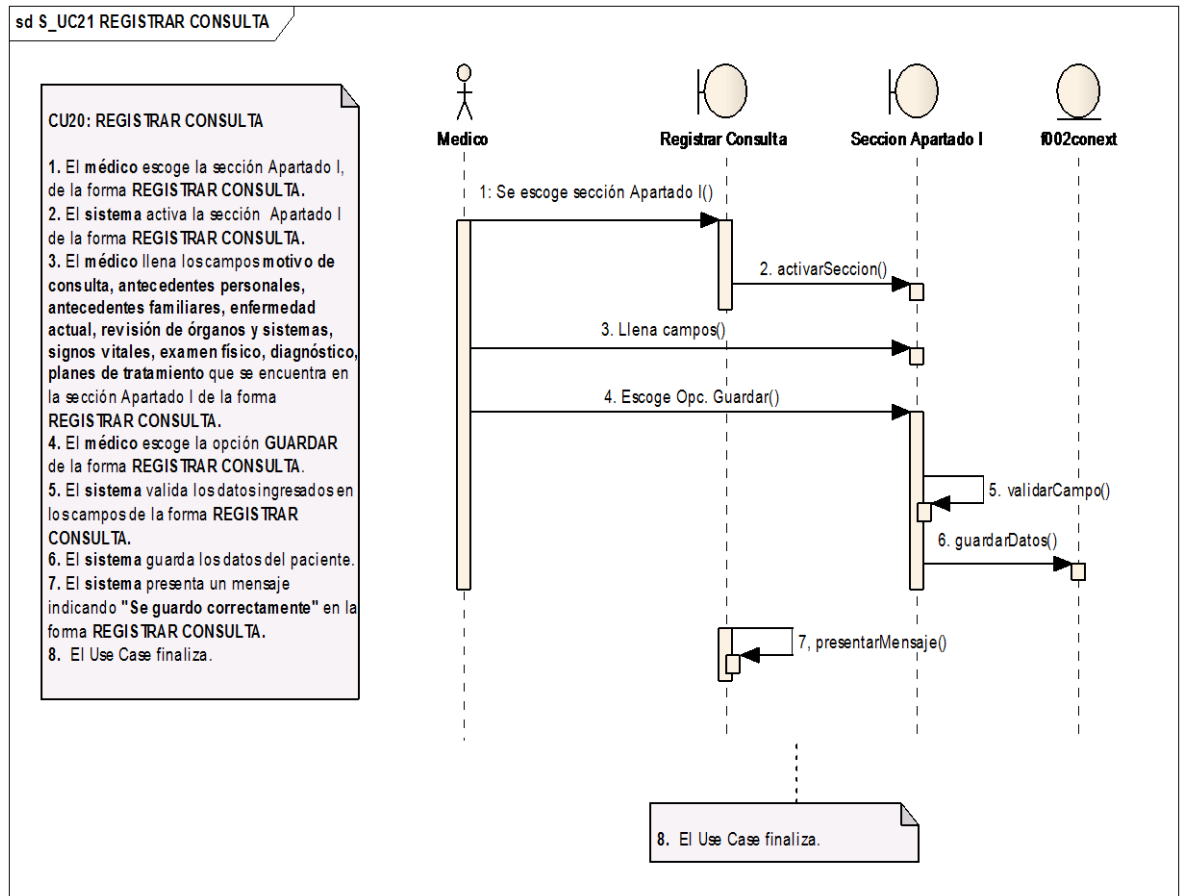 sd S_UC21 REGISTRAR CONSULTA
CU20: REGISTRAR CONSULTA
1. El médico escoge la sección Apartado I,
de la forma REGISTRAR CONSULTA.
2. El sistema activa la sección Apartado I
de la forma REGISTRAR CONSULTA.
3. El médico llena los campos motivo de
consulta, antecedentes personales,
antecedentes familiares, enfermedad
actual, revisión de órganos y sistemas,
signos vitales, examen físico, diagnóstico,
planes de tratamiento que se encuentra en
la sección Apartado I de la forma
REGISTRAR CONSULTA.
4. El médico escoge la opción GUARDAR
de la forma REGISTRAR CONSULTA.
5. El sistema valida los datos ingresados en
los campos de la forma REGISTRAR
CONSULTA.
6. El sistema guarda los datos del paciente.
7. El sistema presenta un mensaje
indicando "Se guardo correctamente" en la
forma REGISTRAR CONSULTA.
8. El Use Case finaliza.
Medico
Registrar Consulta
Seccion Apartado I
f002conext
1: Se escoge sección Apartado I()
2. activarSeccion()
3. Llena campos()
4. Escoge Opc. Guardar()
5. validarCampo()
6. guardarDatos()
7, presentarMensaje()
8. El Use Case finaliza.